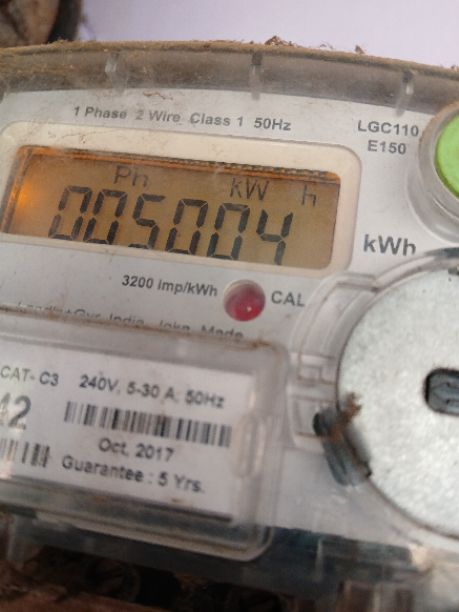 1 Phase 2 Wire Class 1 50Hz
LGC110
E150
Ph kW h
005004
kWh
3200 imp/kWh
CAL
CAT- C3 240V, 5-30 A, 50Hz
42
Oct, 2017
Guarantee : 5 Yrs.